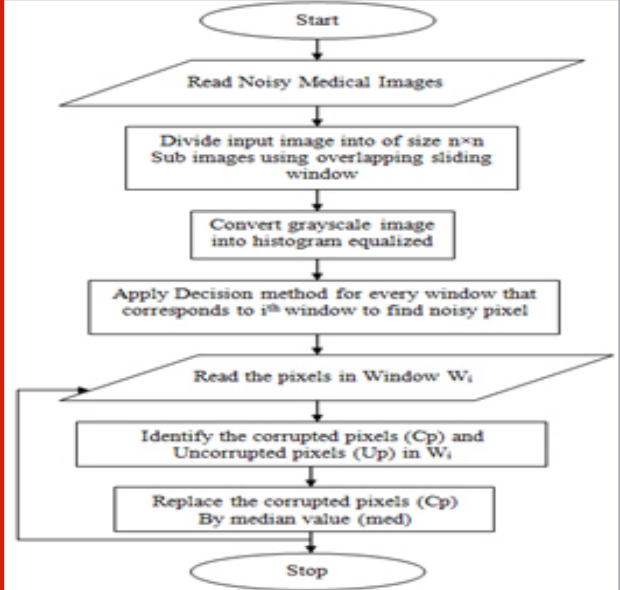 Start
Read Noisy Medical Images
Divide input image into of size n×n
Sub images using overlapping sliding
window
Convert grayscale image
into histogram equalized
Apply Decision method for every window that
corresponds to iᵗʰ window to find noisy pixel
Read the pixels in Window Wᵢ
Identify the corrupted pixels (Cp) and
Uncorrupted pixels (Up) in Wᵢ
Replace the corrupted pixels (Cp)
By median value (med)
Stop